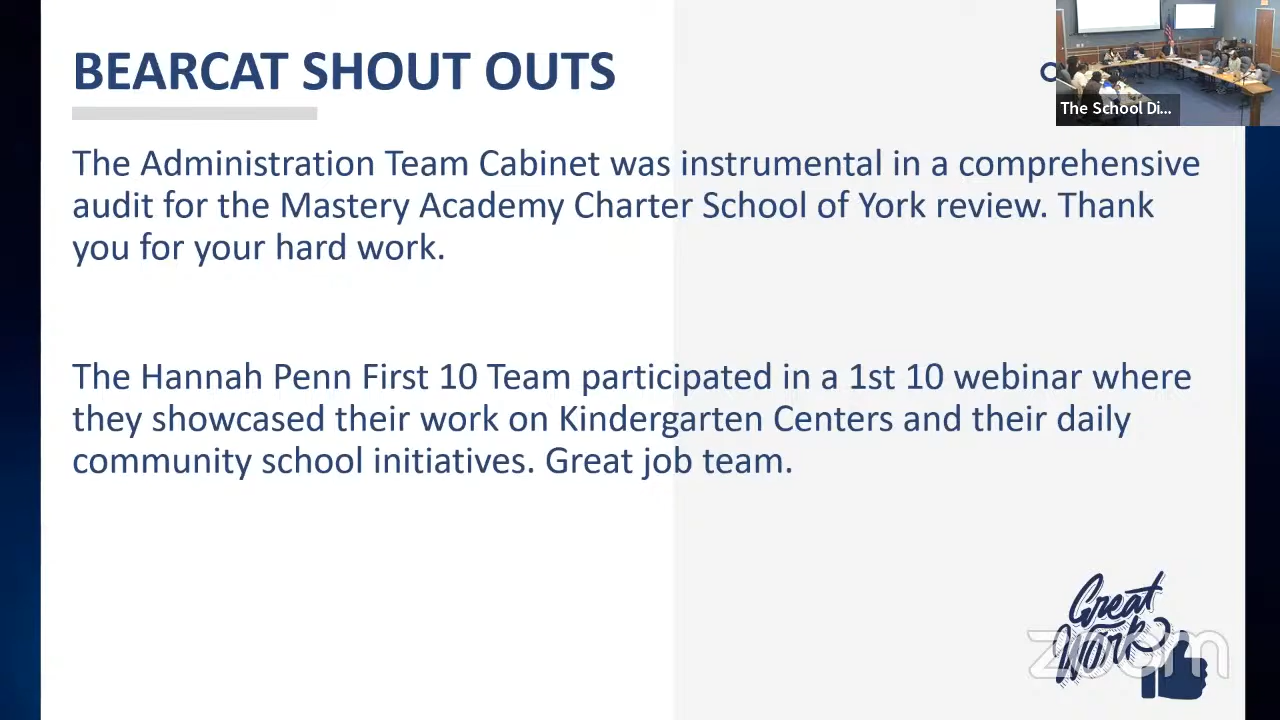 BEARCAT SHOUT OUTS
The School Di...
The Administration Team Cabinet was instrumental in a comprehensive
audit for the Mastery Academy Charter School of York review. Thank
you for your hard work.
The Hannah Penn First 10 Team participated in a 1st 10 webinar where
they showcased their work on Kindergarten Centers and their daily
community school initiatives. Great job team.
Great
Work
zoom